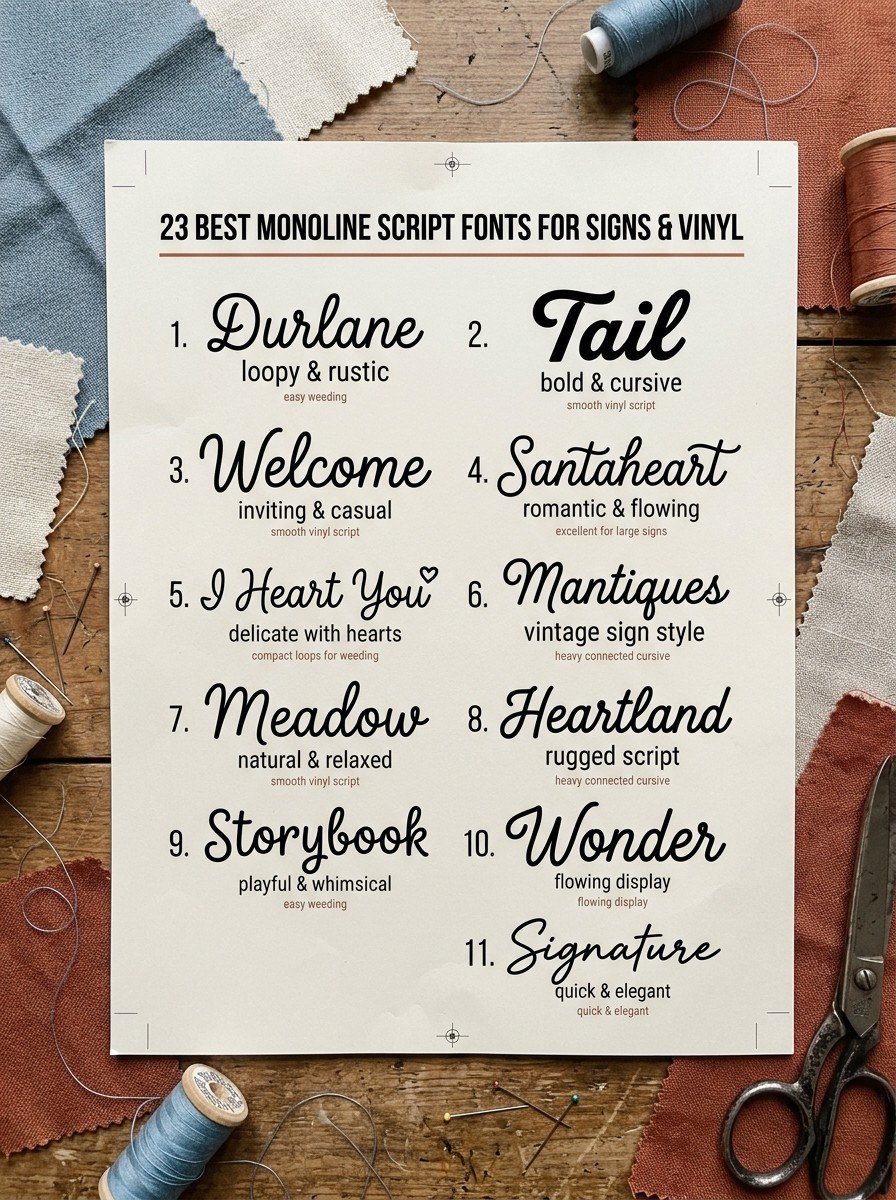 23 BEST MONOLINE SCRIPT FONTS FOR SIGNS & VINYL
1. Durlane
loopy & rustic
easy weeding
2. Tail
bold & cursive
smooth vinyl script
3. Welcome
inviting & casual
smooth vinyl script
4. Santaheart
romantic & flowing
excellent for large signs
5. I Heart You
delicate with hearts
compact loops for weeding
6. Mantiques
vintage sign style
heavy connected cursive
7. Meadow
natural & relaxed
smooth vinyl script
8. Heartland
rugged script
heavy connected cursive
9. Storybook
playful & whimsical
easy weeding
10. Wonder
flowing display
flowing display
11. Signature
quick & elegant
quick & elegant